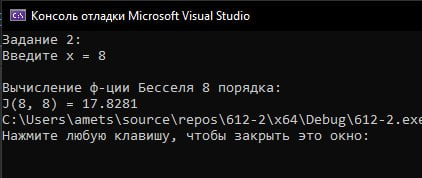 Консоль отладки Microsoft Visual Studio
Задание 2:
Введите x = 8
Вычисление ф-ции Бесселя 8 порядка:
J(8, 8) = 17.8281
C:\Users\amets\source\repos\612-2\x64\Debug\612-2.exe
Нажмите любую клавишу, чтобы закрыть это окно: